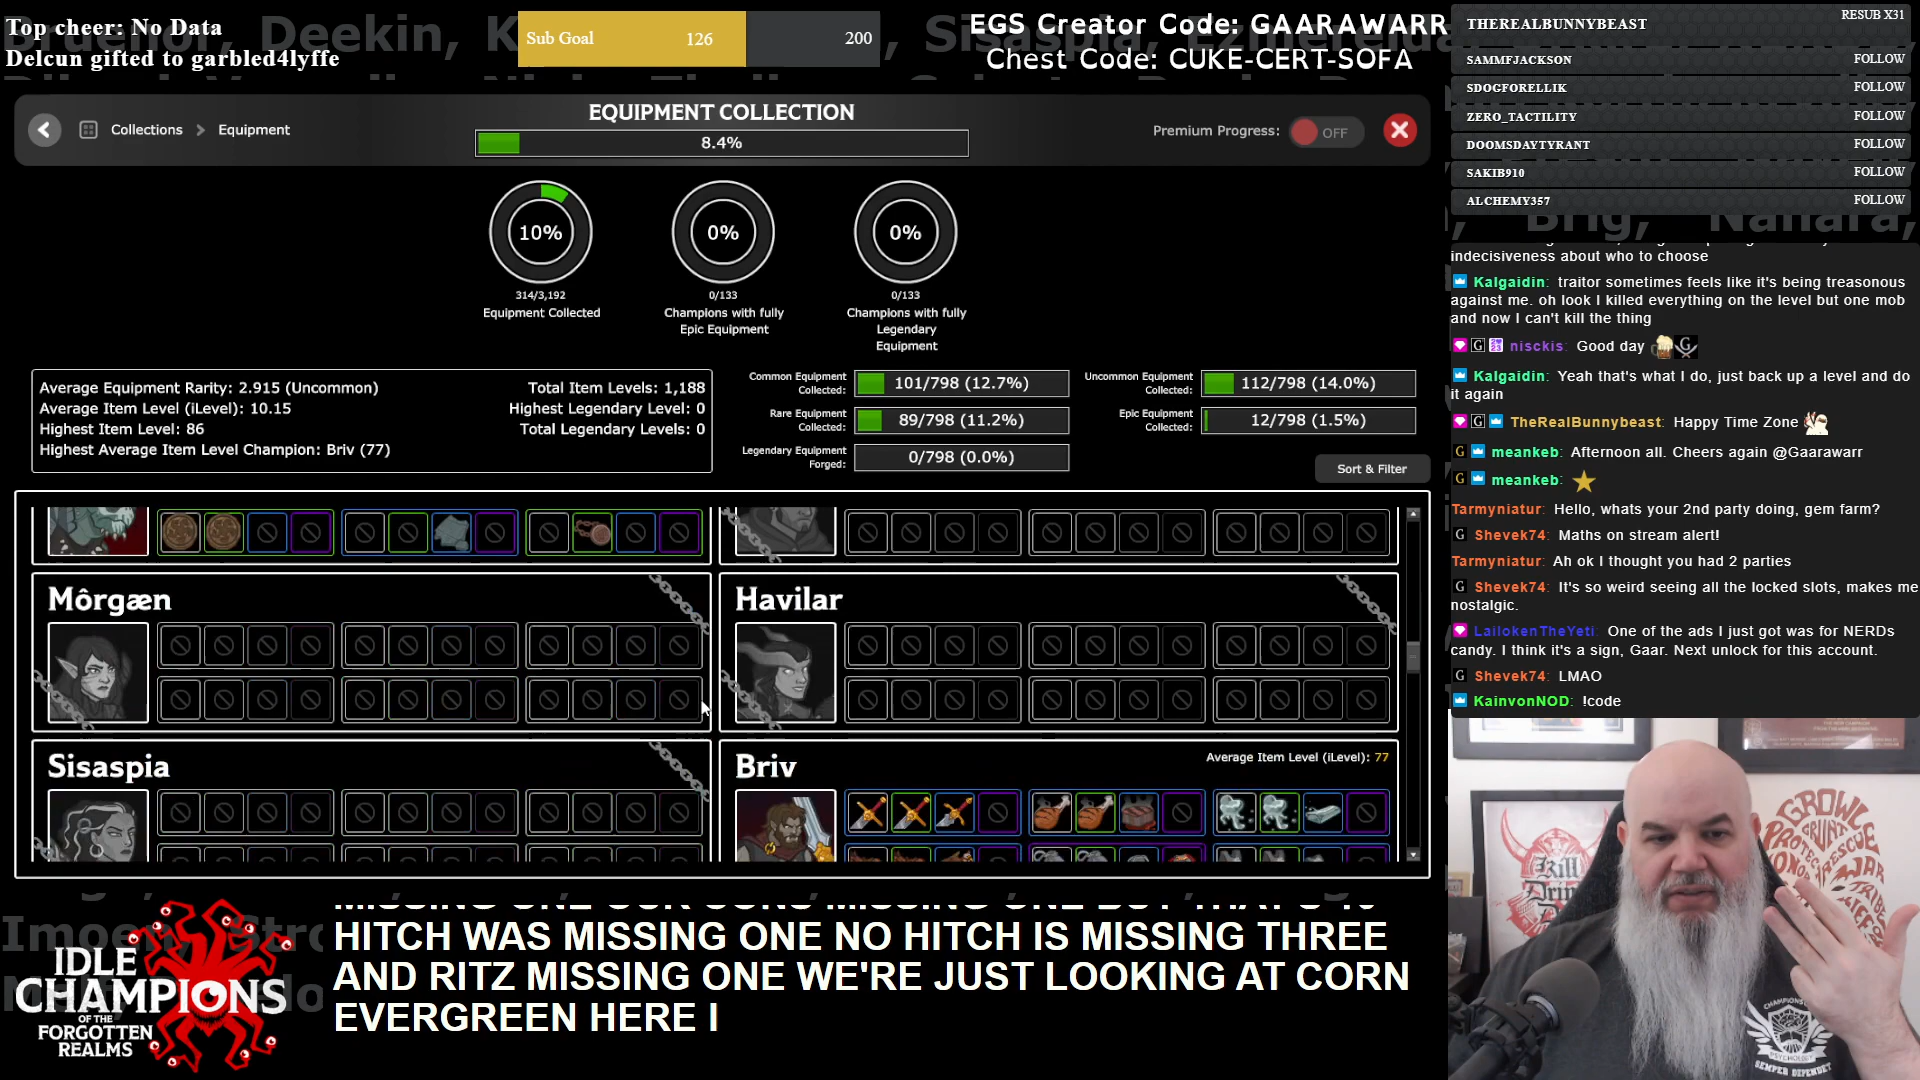 Top cheer: No Data
Delcun gifted to garbled4lyffe
Sub Goal 126 200
EGS Creator Code: GAARAWARR
Chest Code: CUKE-CERT-SOFA
Collections > Equipment
EQUIPMENT COLLECTION
8.4%
Premium Progress: OFF
10%
314/3,192
Equipment Collected
0%
0/133
Champions with fully
Epic Equipment
0%
0/133
Champions with fully
Legendary
Equipment
Average Equipment Rarity: 2.915 (Uncommon)
Average Item Level (iLevel): 10.15
Highest Item Level: 86
Highest Average Item Level Champion: Briv (77)
Total Item Levels: 1,188
Highest Legendary Level: 0
Total Legendary Levels: 0
Common Equipment
Collected:
101/798 (12.7%)
Uncommon Equipment
Collected:
112/798 (14.0%)
Rare Equipment
Collected:
89/798 (11.2%)
Epic Equipment
Collected:
12/798 (1.5%)
Legendary Equipment
Forged:
0/798 (0.0%)
Sort & Filter
Môrgæn
Havilar
Sisaspia
Briv
Average Item Level (iLevel): 77
HITCH WAS MISSING ONE NO HITCH IS MISSING THREE
AND RITZ MISSING ONE WE'RE JUST LOOKING AT CORN
EVERGREEN HERE I
IDLE
CHAMPIONS
OF THE
FORGOTTEN
REALMS
THEREALBUNNYBEAST RESUB X31
SAMMFJACKSON FOLLOW
SDOGFORELLIK FOLLOW
ZERO_TACTILITY FOLLOW
DOOMSDAYTYRANT FOLLOW
SAKIB910 FOLLOW
ALCHEMY357 FOLLOW
indecisiveness about who to choose
Kalgaidin: traitor sometimes feels like it's being treasonous
against me. oh look I killed everything on the level but one mob
and now I can't kill the thing
nisckis: Good day
Kalgaidin: Yeah that's what I do, just back up a level and do
it again
TheRealBunnybeast: Happy Time Zone
meankeb: Afternoon all. Cheers again @Gaarawarr
meankeb:
Tarmyniatur: Hello, whats your 2nd party doing, gem farm?
Shevek74: Maths on stream alert!
Tarmyniatur: Ah ok I thought you had 2 parties
Shevek74: It's so weird seeing all the locked slots, makes me
nostalgic.
LailokenTheYeti: One of the ads I just got was for NERDs
candy. I think it's a sign, Gaar. Next unlock for this account.
Shevek74: LMAO
KainvonNOD: !code